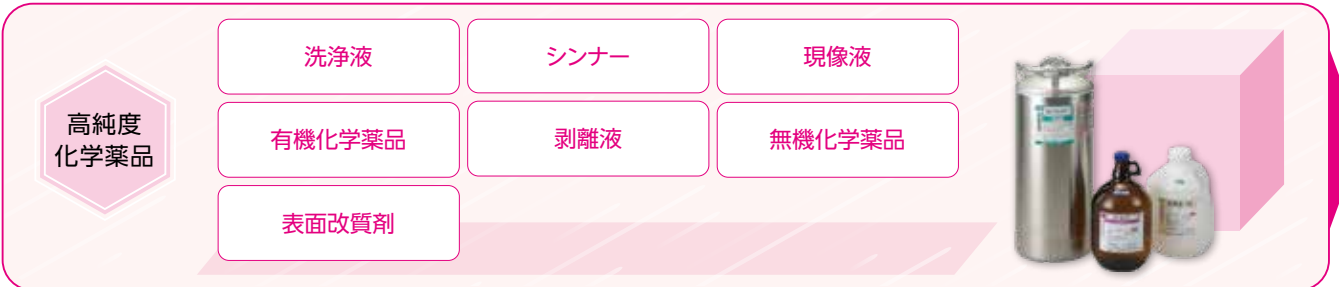 高純度
化学薬品
洗浄液
シンナー
現像液
有機化学薬品
剥離液
無機化学薬品
表面改質剤